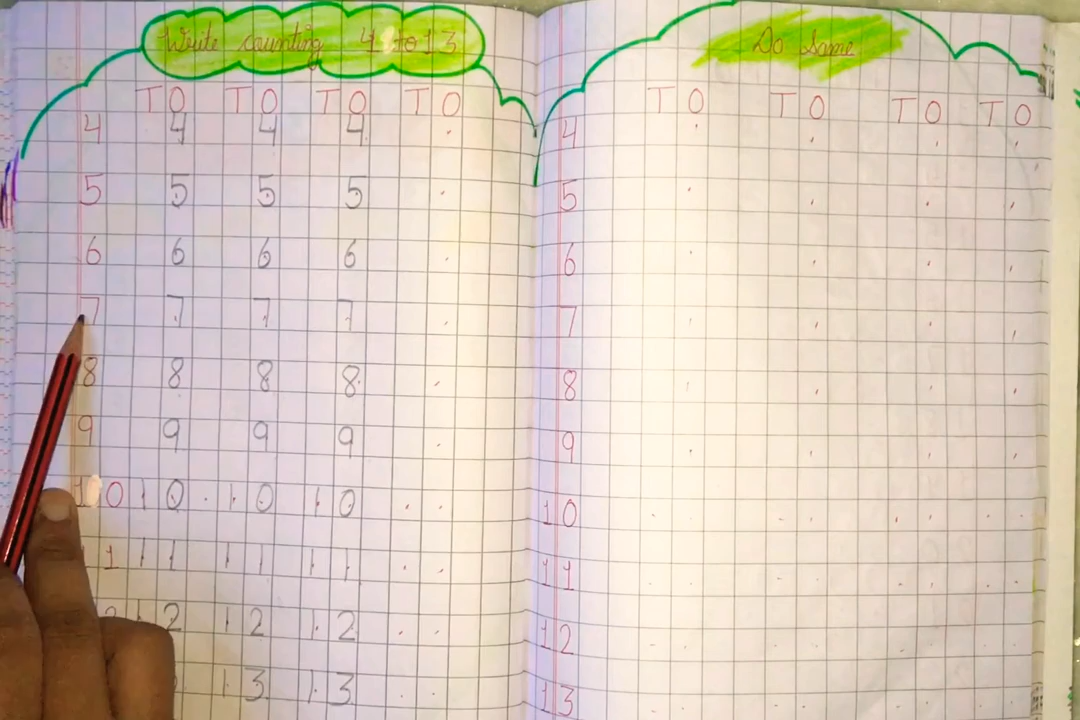 Write counting 4 to 13
T O T O T O T O
4 4 4 4
5 5 5 5
6 6 6 6
7 7 7 7
8 8 8 8
9 9 9 9
10 10 10 10
1 11 11 11
2 12 12 12
13 13
Do Same
T O T O T O T O
4
5
6
7
8
9
10
11
12
13